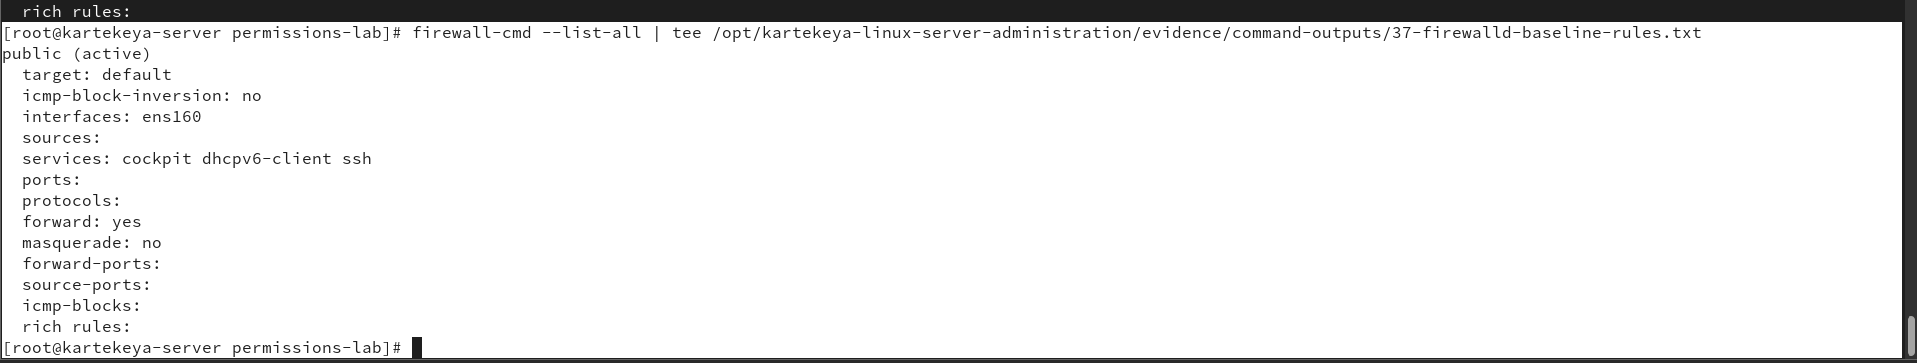 rich rules:
[root@kartekeya-server permissions-lab]# firewall-cmd --list-all | tee /opt/kartekeya-linux-server-administration/evidence/command-outputs/37-firewalld-baseline-rules.txt
public (active)
  target: default
  icmp-block-inversion: no
  interfaces: ens160
  sources:
  services: cockpit dhcpv6-client ssh
  ports:
  protocols:
  forward: yes
  masquerade: no
  forward-ports:
  source-ports:
  icmp-blocks:
  rich rules:
[root@kartekeya-server permissions-lab]#